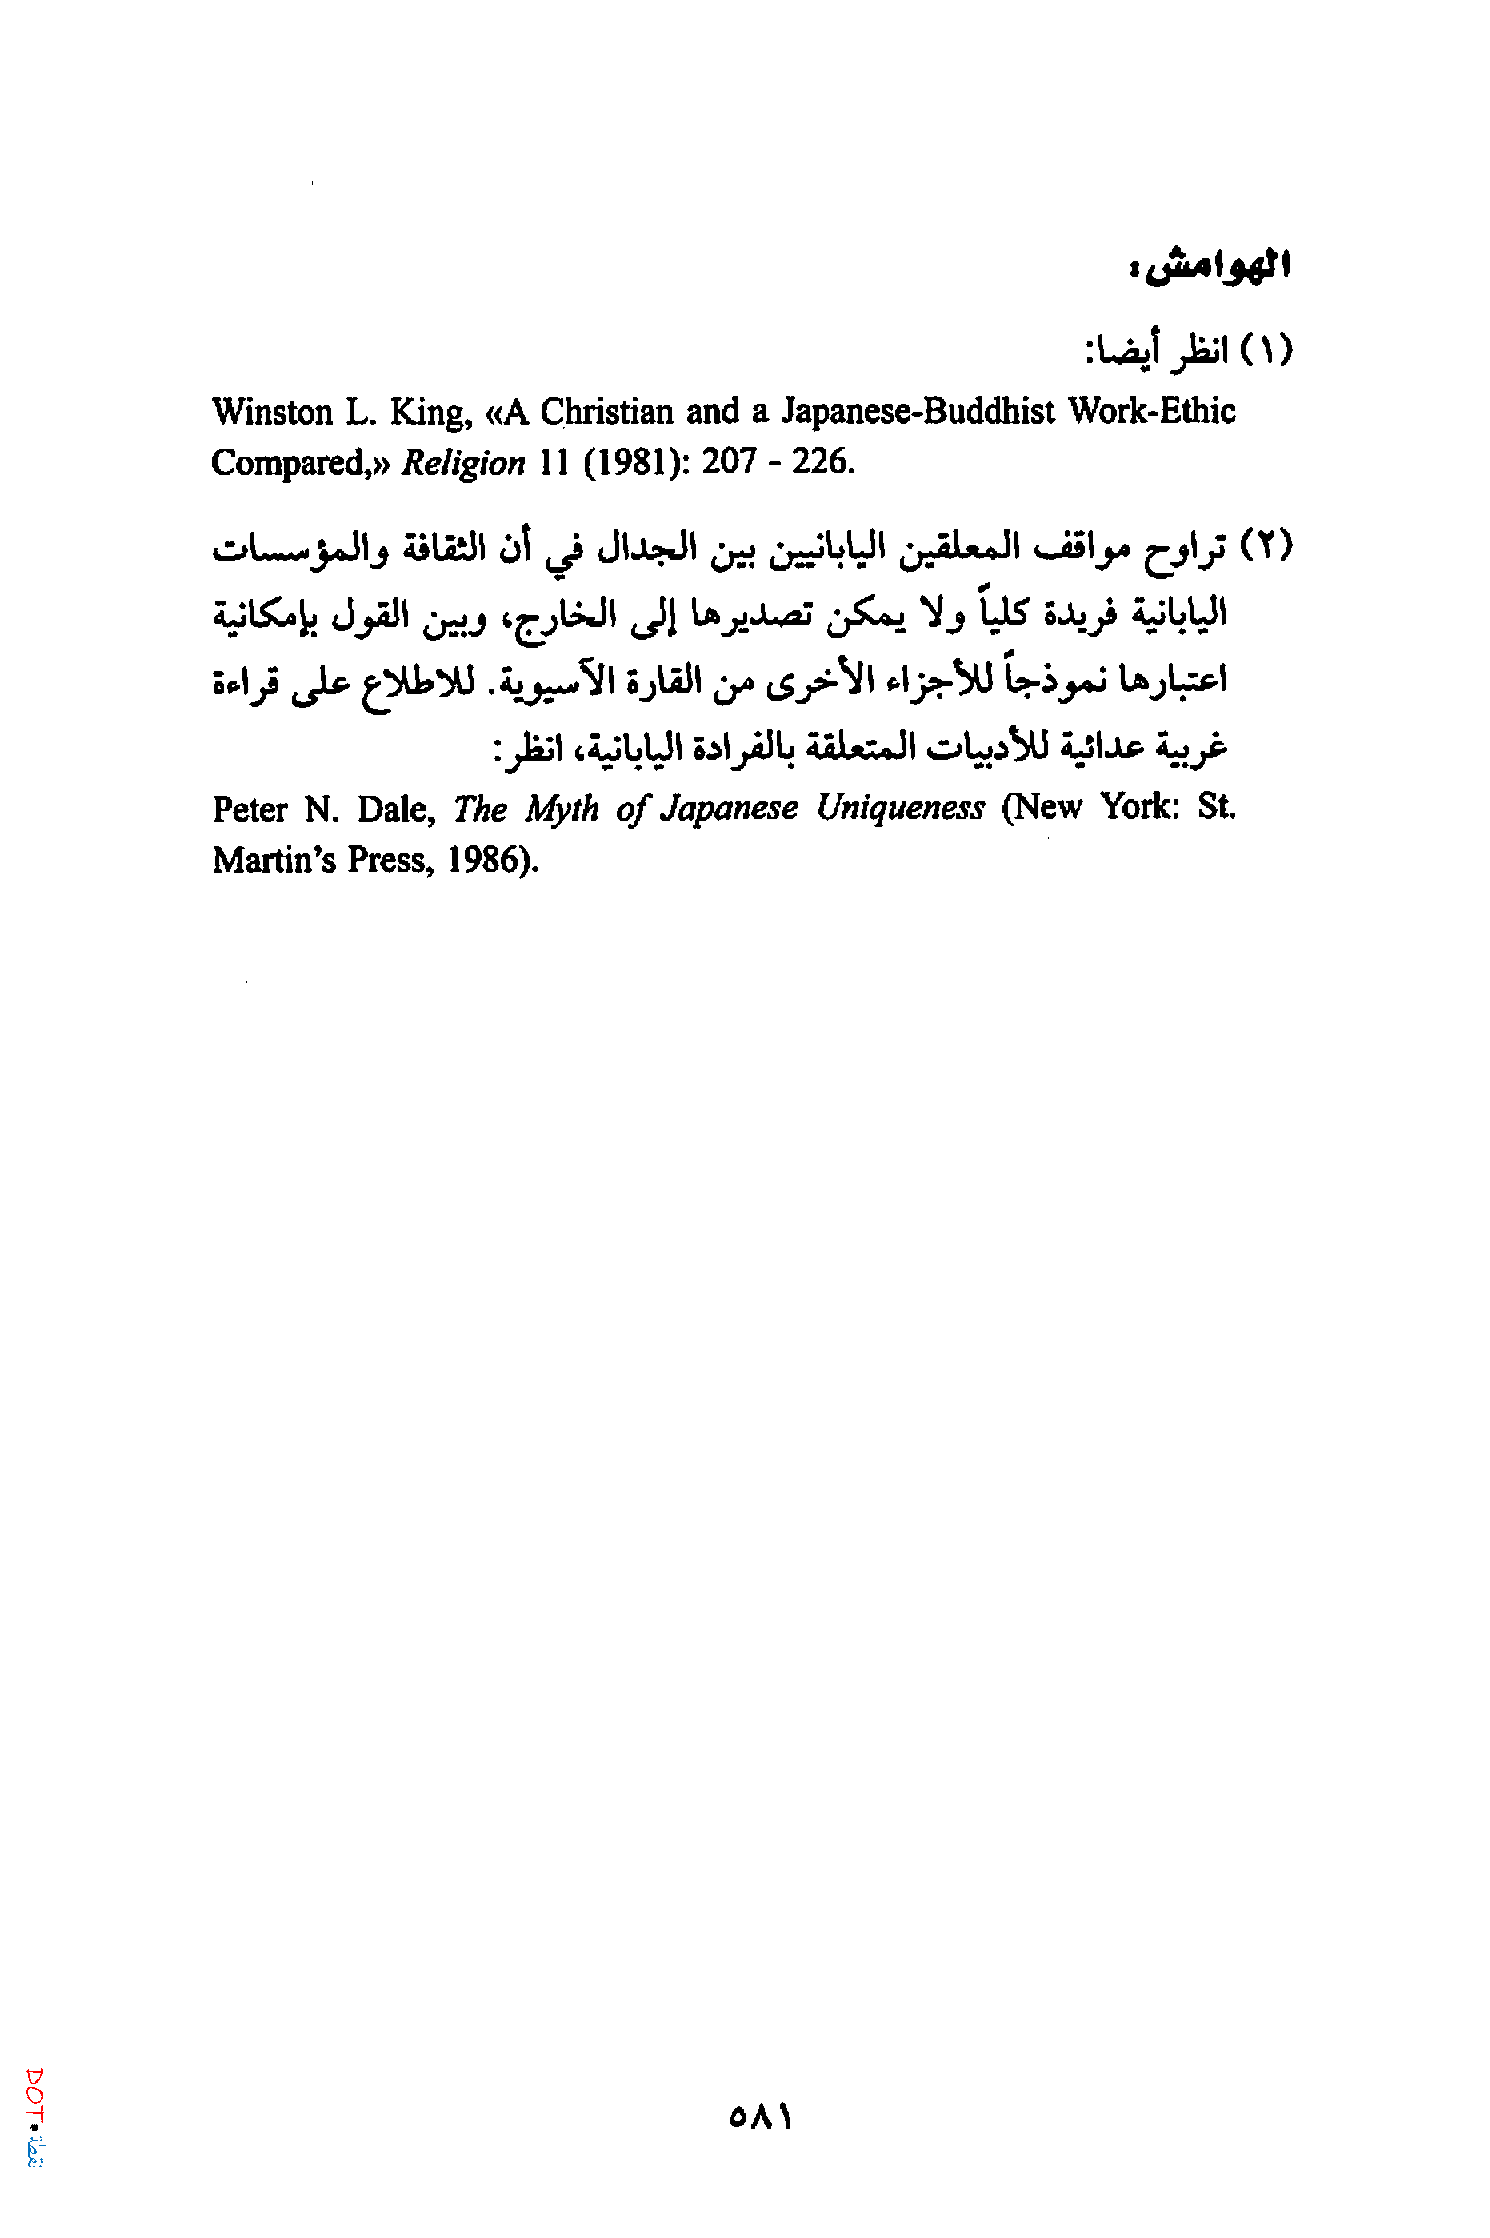 الهوامش:
(١) انظر أيضا:
Winston L. King, «A Christian and a Japanese-Buddhist Work-Ethic
Compared,» Religion 11 (1981): 207 - 226.
(٢) تراوح مواقف المعلقين اليابانيين بين الجدال في أن الثقافة والمؤسسات
اليابانية فريدة كلياً ولا يمكن تصديرها إلى الخارج، وبين القول بإمكانية
اعتبارها نموذجاً للأجزاء الأخرى من القارة الآسيوية. للاطلاع على قراءة
غربية عدائية للأدبيات المتعلقة بالفرادة اليابانية، انظر:
Peter N. Dale, The Myth of Japanese Uniqueness (New York: St.
Martin's Press, 1986).
٥٨١
DOT • نقطة